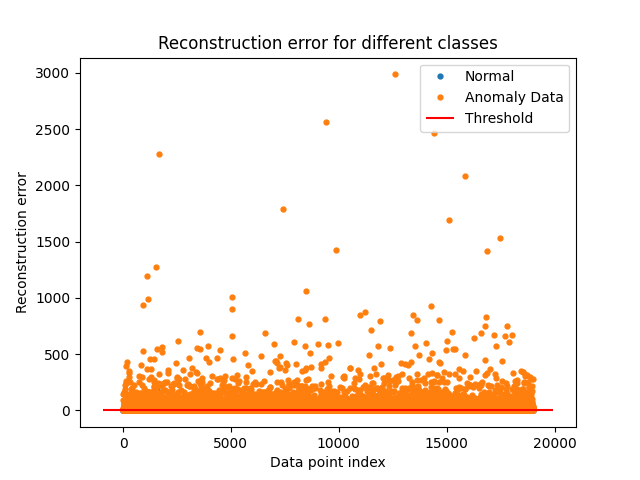 Reconstruction error for different classes
Normal
Anomaly Data
Threshold
3000
2500
2000
1500
1000
500
0
Reconstruction error
0
5000
10000
15000
20000
Data point index